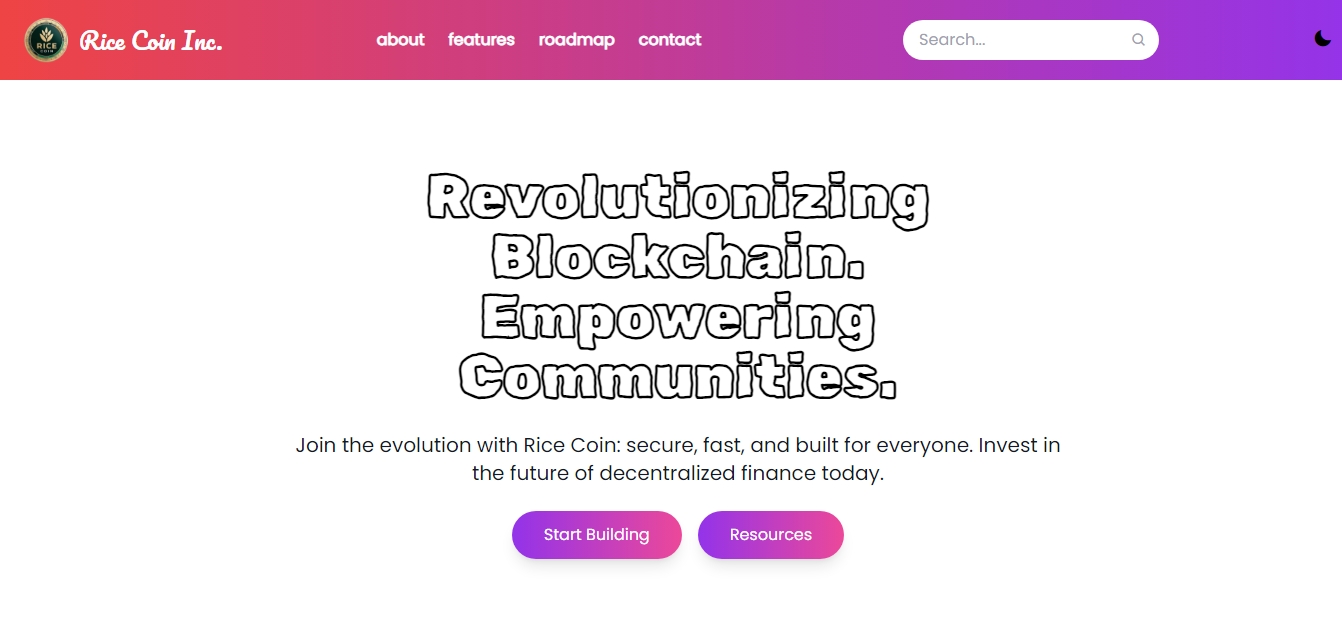 RICE
COIN
Rice Coin Inc.
about features roadmap contact
Search...
Revolutionizing
Blockchain.
Empowering
Communities.
Join the evolution with Rice Coin: secure, fast, and built for everyone. Invest in
the future of decentralized finance today.
Start Building Resources